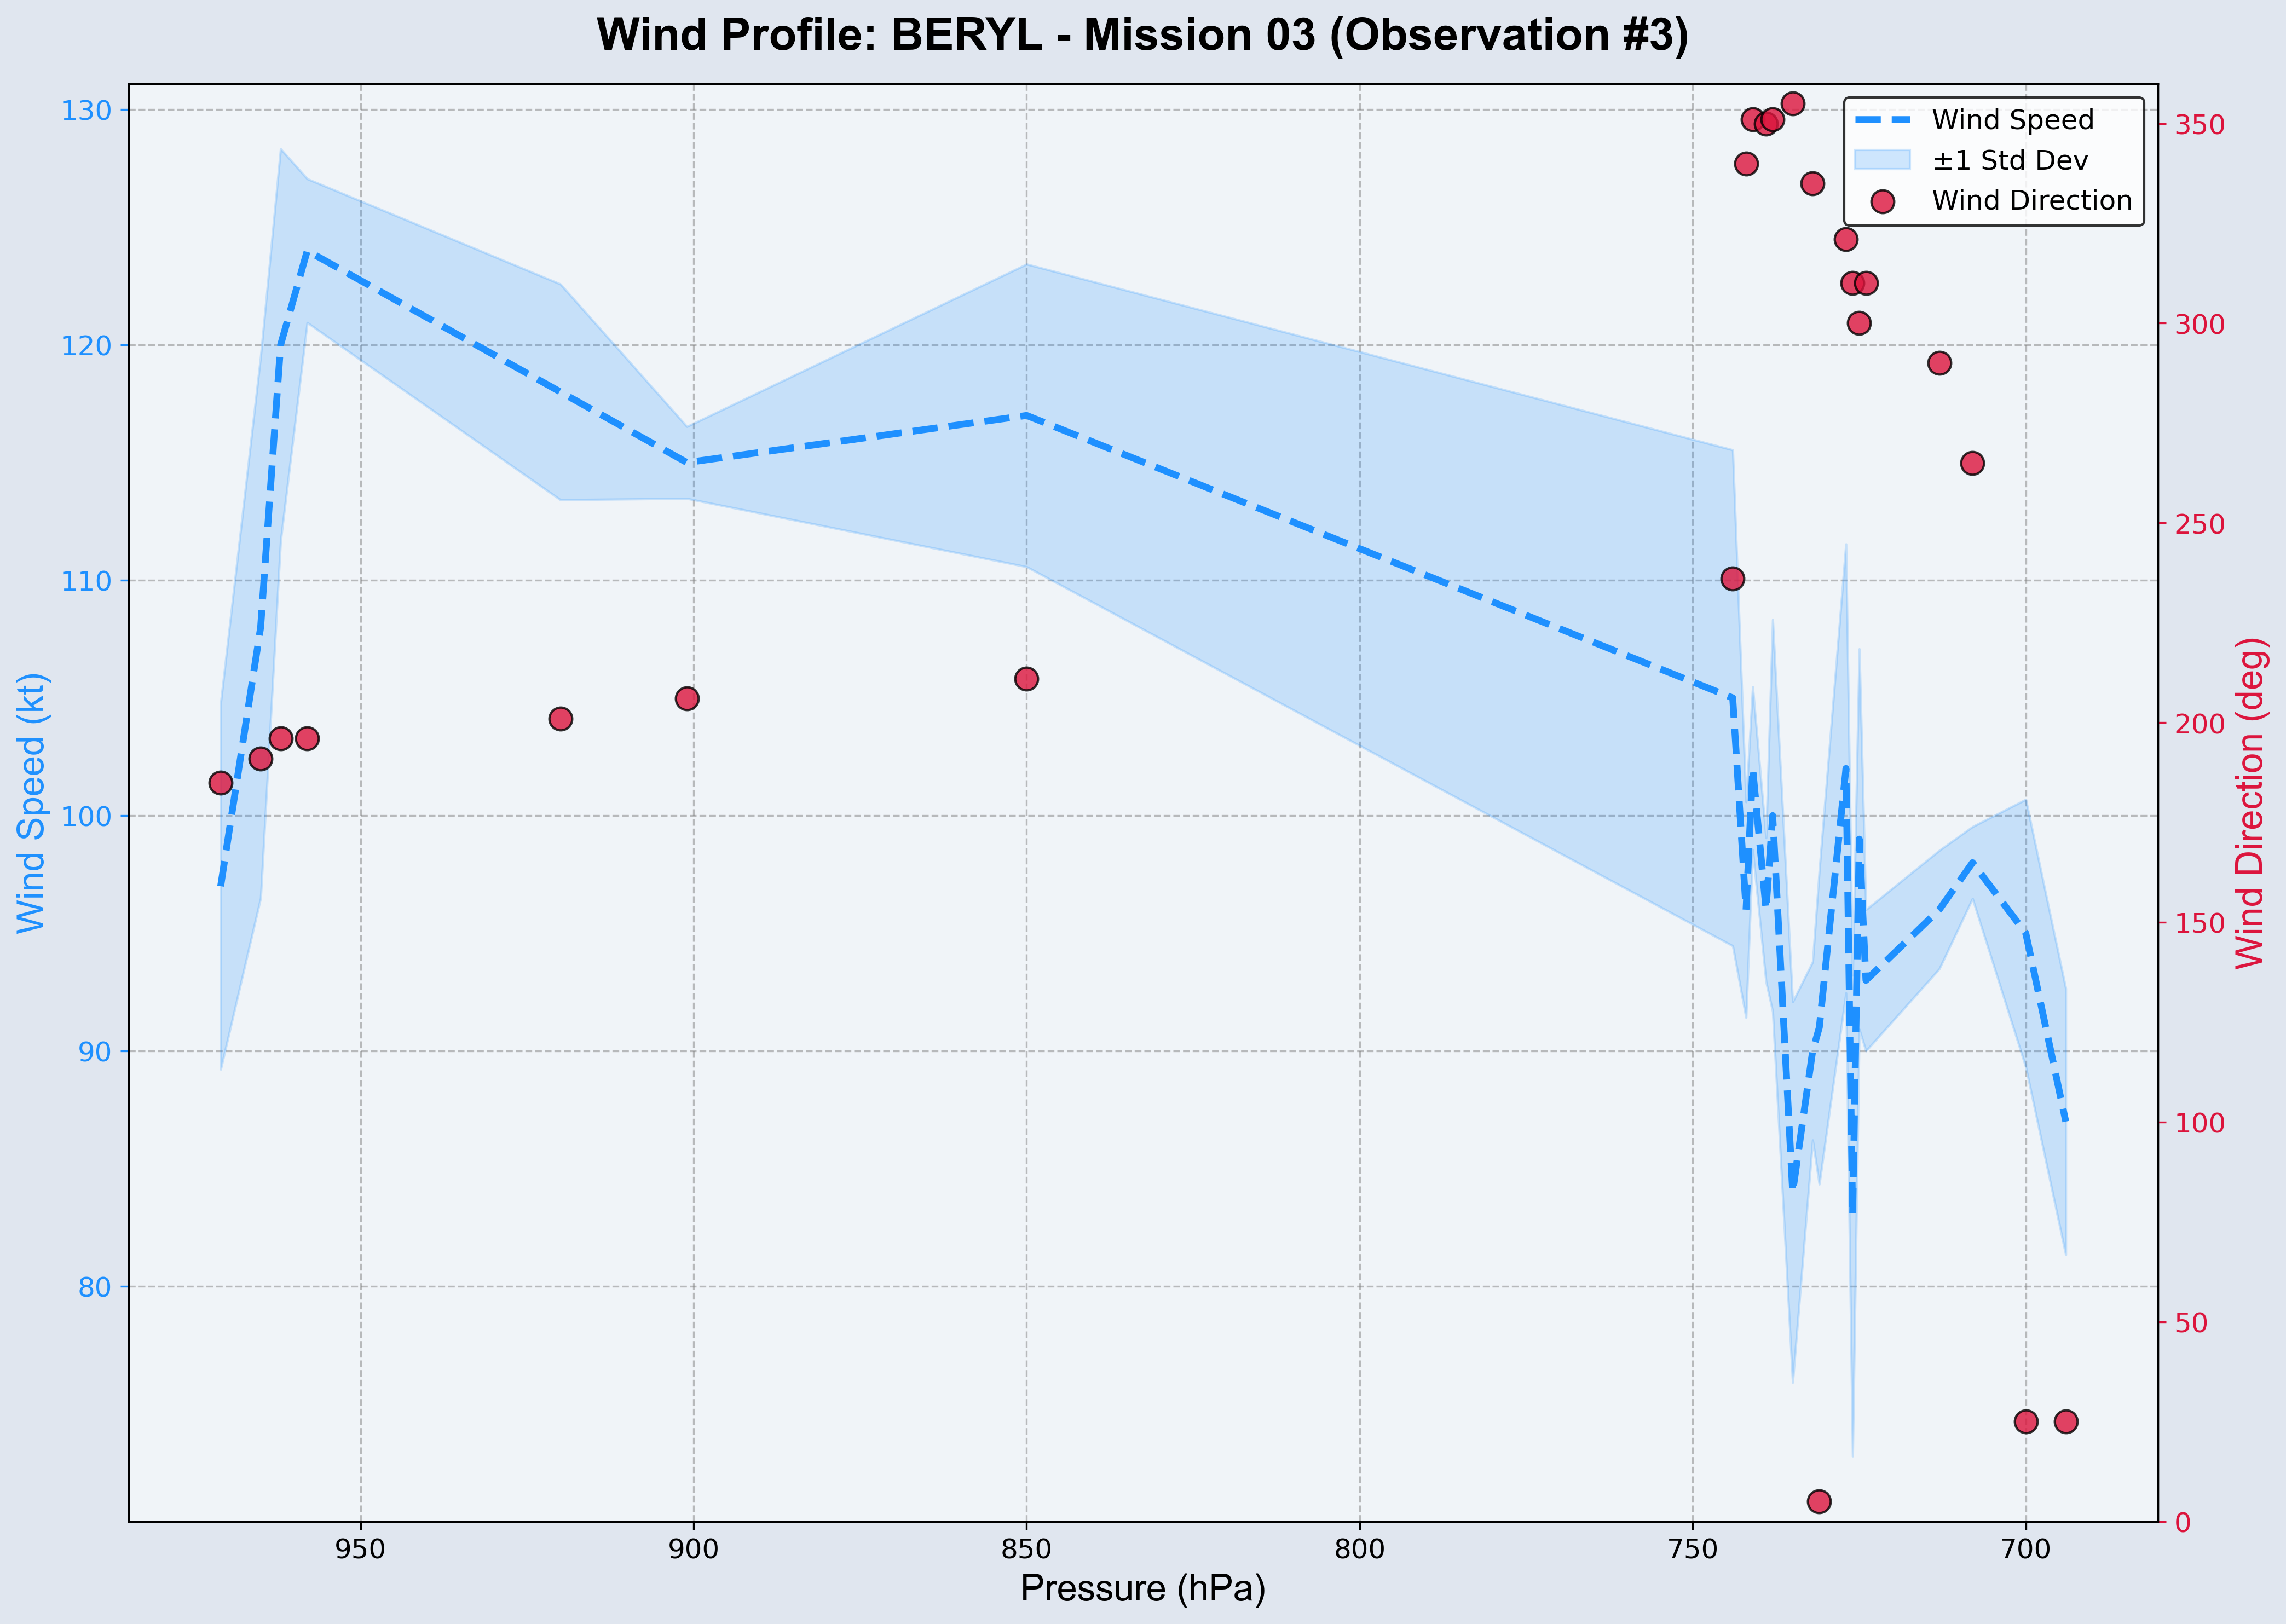 Wind Profile: BERYL - Mission 03 (Observation #3)
Wind Speed
±1 Std Dev
Wind Direction
Wind Speed (kt)
130
120
110
100
90
80
Wind Direction (deg)
350
300
250
200
150
100
50
0
950
900
850
800
750
700
Pressure (hPa)